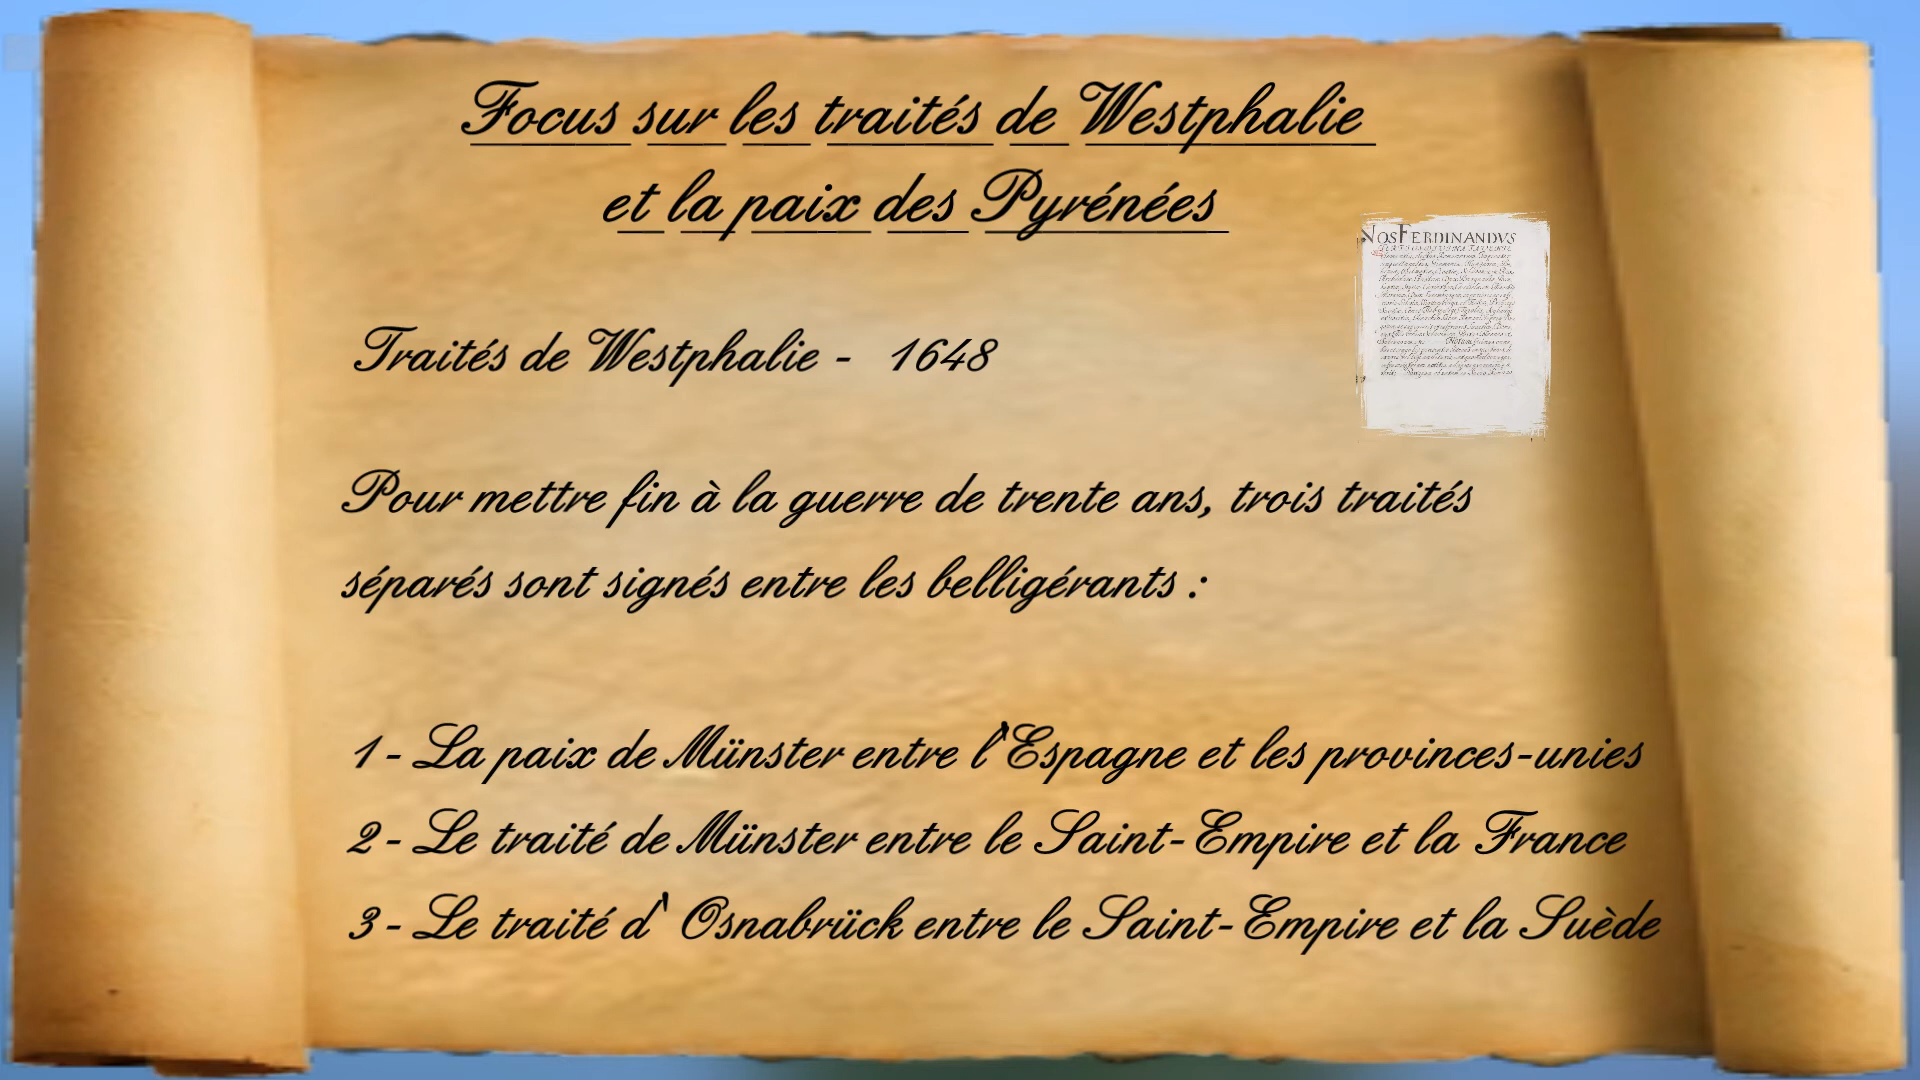 Focus sur les traités de Westphalie
et la paix des Pyrénées
NOS FERDINANDVS
Traités de Westphalie - 1648
Pour mettre fin à la guerre de trente ans, trois traités
séparés sont signés entre les belligérants :
1 - La paix de Münster entre l'Espagne et les provinces-unies
2 - Le traité de Münster entre le Saint-Empire et la France
3 - Le traité d' Osnabrück entre le Saint-Empire et la Suède